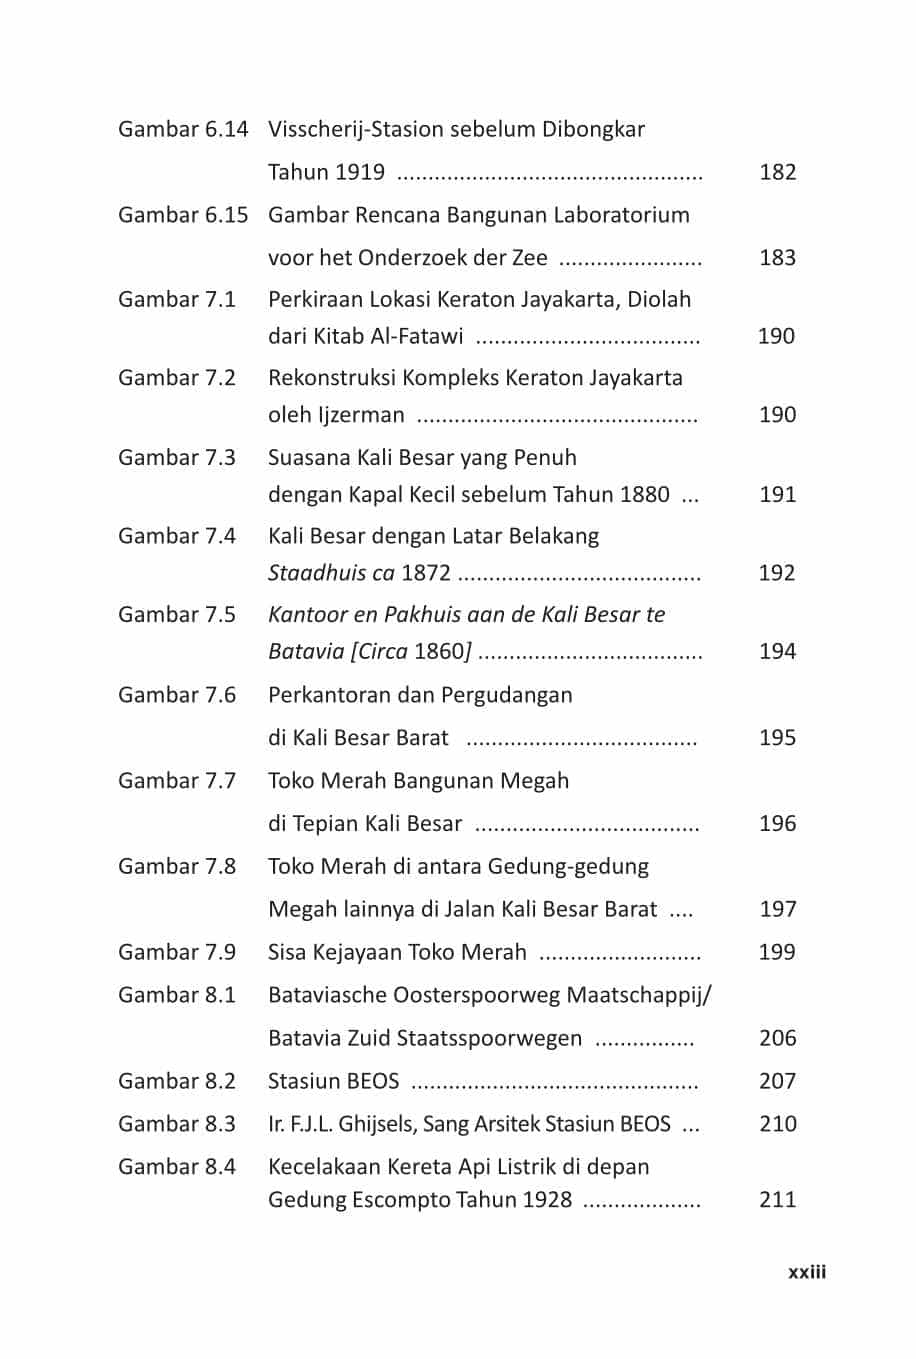 Gambar 6.14 Visscherij-Stasion sebelum Dibongkar
Tahun 1919 ................................................. 182
Gambar 6.15 Gambar Rencana Bangunan Laboratorium
voor het Onderzoek der Zee ....................... 183
Gambar 7.1 Perkiraan Lokasi Keraton Jayakarta, Diolah
dari Kitab Al-Fatawi .................................... 190
Gambar 7.2 Rekonstruksi Kompleks Keraton Jayakarta
oleh Ijzerman ............................................. 190
Gambar 7.3 Suasana Kali Besar yang Penuh
dengan Kapal Kecil sebelum Tahun 1880 ... 191
Gambar 7.4 Kali Besar dengan Latar Belakang
Staadhuis ca 1872 ....................................... 192
Gambar 7.5 Kantoor en Pakhuis aan de Kali Besar te
Batavia [Circa 1860] .................................... 194
Gambar 7.6 Perkantoran dan Pergudangan
di Kali Besar Barat ..................................... 195
Gambar 7.7 Toko Merah Bangunan Megah
di Tepian Kali Besar .................................... 196
Gambar 7.8 Toko Merah di antara Gedung-gedung
Megah lainnya di Jalan Kali Besar Barat .... 197
Gambar 7.9 Sisa Kejayaan Toko Merah .......................... 199
Gambar 8.1 Bataviasche Oosterspoorweg Maatschappij/
Batavia Zuid Staatsspoorwegen ................ 206
Gambar 8.2 Stasiun BEOS .............................................. 207
Gambar 8.3 Ir. F.J.L. Ghijsels, Sang Arsitek Stasiun BEOS ... 210
Gambar 8.4 Kecelakaan Kereta Api Listrik di depan
Gedung Escompto Tahun 1928 ................... 211
xxiii